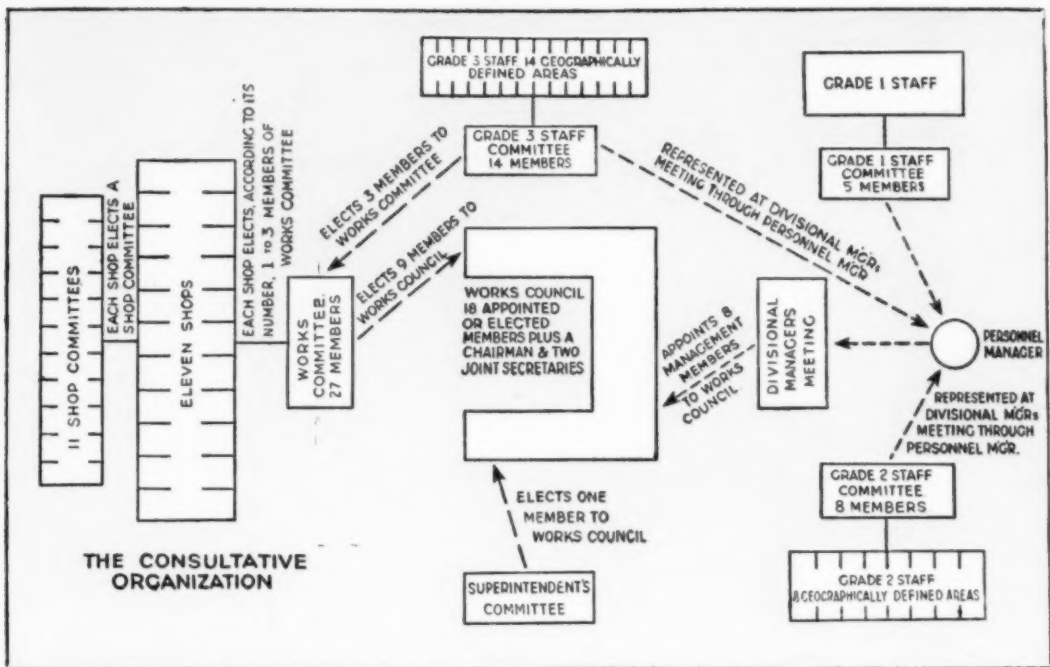 GRADE 3 STAFF 14 GEOGRAPHICALLY
DEFINED AREAS
GRADE 3 STAFF
COMMITTEE
14 MEMBERS
GRADE 1 STAFF
GRADE 1 STAFF
COMMITTEE
5 MEMBERS
11 SHOP COMMITTEES
EACH SHOP ELECTS A
SHOP COMMITTEE
ELEVEN SHOPS
EACH SHOP ELECTS, ACCORDING TO ITS
NUMBER, 1 TO 3 MEMBERS OF
WORKS COMMITTEE
ELECTS 3 MEMBERS TO
WORKS COMMITTEE
WORKS
COMMITTEE.
27 MEMBERS
ELECTS 9 MEMBERS TO
WORKS COUNCIL
WORKS COUNCIL
18 APPOINTED
OR ELECTED
MEMBERS PLUS A
CHAIRMAN & TWO
JOINT SECRETARIES
REPRESENTED AT DIVISIONAL MGRs
MEETING THROUGH PERSONNEL MGR.
APPOINTS 8
MANAGEMENT
MEMBERS
TO WORKS
COUNCIL
DIVISIONAL
MANAGERS
MEETING
PERSONNEL
MANAGER
REPRESENTED AT
DIVISIONAL MGRs
MEETING THROUGH
PERSONNEL MGR.
GRADE 2 STAFF
COMMITTEE.
8 MEMBERS
GRADE 2 STAFF
8 GEOGRAPHICALLY DEFINED AREAS
ELECTS ONE
MEMBER TO
WORKS COUNCIL
SUPERINTENDENT'S
COMMITTEE
THE CONSULTATIVE
ORGANIZATION